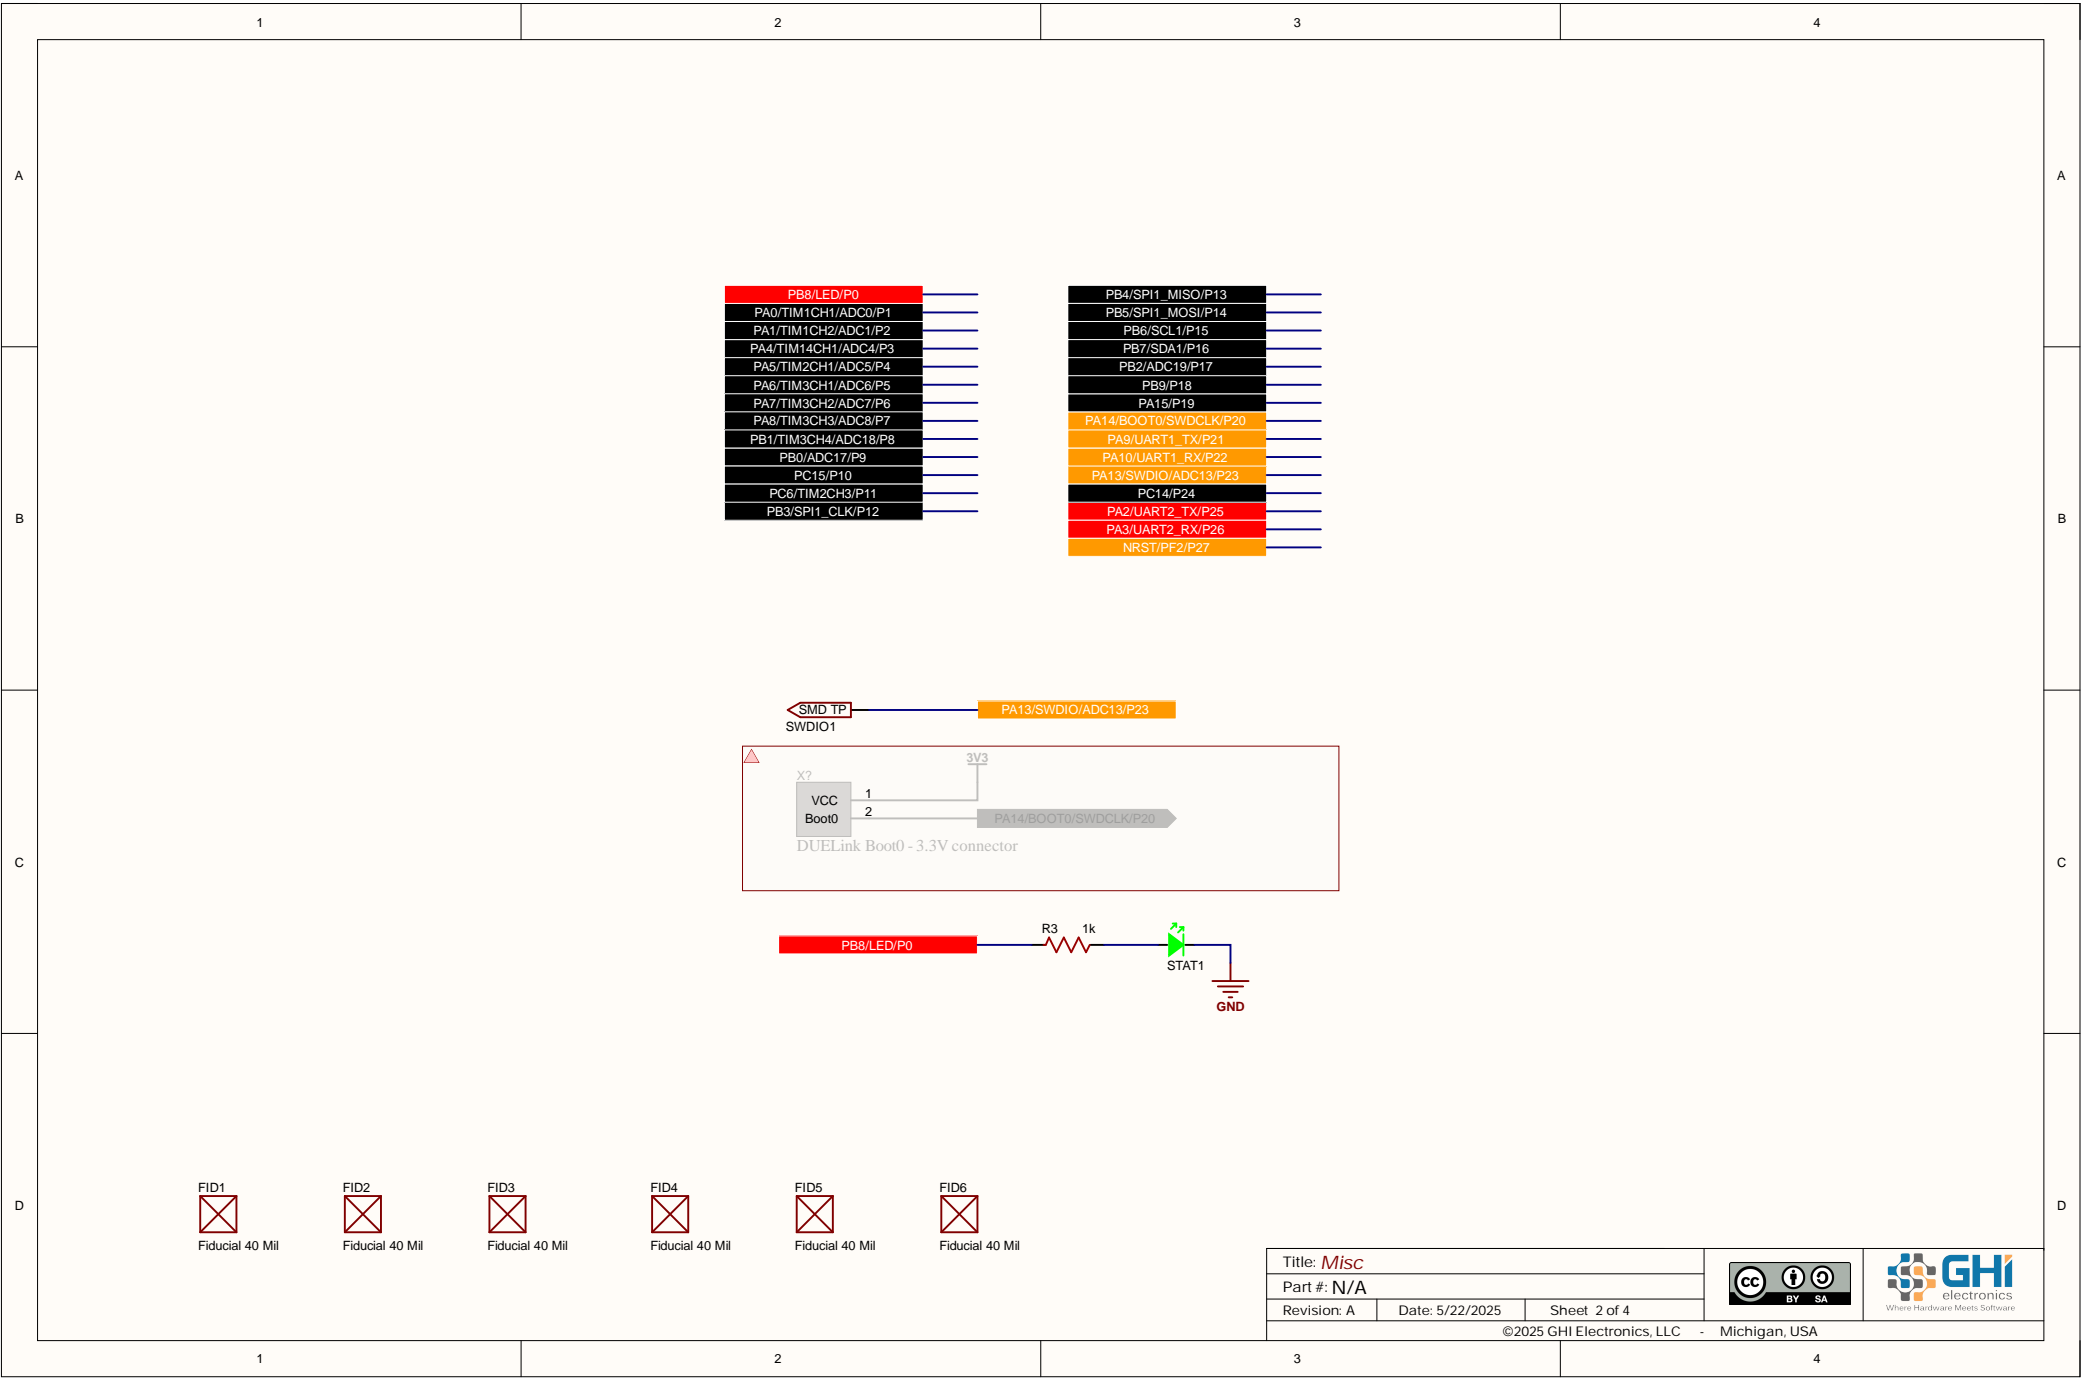 1 2 3 4
A A
B B
C C
D D
PB8/LED/P0
PA0/TIM1CH1/ADC0/P1
PA1/TIM1CH2/ADC1/P2
PA4/TIM14CH1/ADC4/P3
PA5/TIM2CH1/ADC5/P4
PA6/TIM3CH1/ADC6/P5
PA7/TIM3CH2/ADC7/P6
PA8/TIM3CH3/ADC8/P7
PB1/TIM3CH4/ADC18/P8
PB0/ADC17/P9
PC15/P10
PC6/TIM2CH3/P11
PB3/SPI1_CLK/P12
PB4/SPI1_MISO/P13
PB5/SPI1_MOSI/P14
PB6/SCL1/P15
PB7/SDA1/P16
PB2/ADC19/P17
PB9/P18
PA15/P19
PA14/BOOT0/SWDCLK/P20
PA9/UART1_TX/P21
PA10/UART1_RX/P22
PA13/SWDIO/ADC13/P23
PC14/P24
PA2/UART2_TX/P25
PA3/UART2_RX/P26
NRST/PF2/P27
SMD TP PA13/SWDIO/ADC13/P23
SWDIO1
3V3
X?
VCC 1
Boot0 2 PA14/BOOT0/SWDCLK/P20
DUELink Boot0 - 3.3V connector
R3 1k
PB8/LED/P0
STAT1
GND
FID1 FID2 FID3 FID4 FID5 FID6
Fiducial 40 Mil Fiducial 40 Mil Fiducial 40 Mil Fiducial 40 Mil Fiducial 40 Mil Fiducial 40 Mil
Title: Misc
Part #: N/A
Revision: A Date: 5/22/2025 Sheet 2 of 4
cc BY SA
GHI
electronics
Where Hardware Meets Software
©2025 GHI Electronics, LLC - Michigan, USA
1 2 3 4